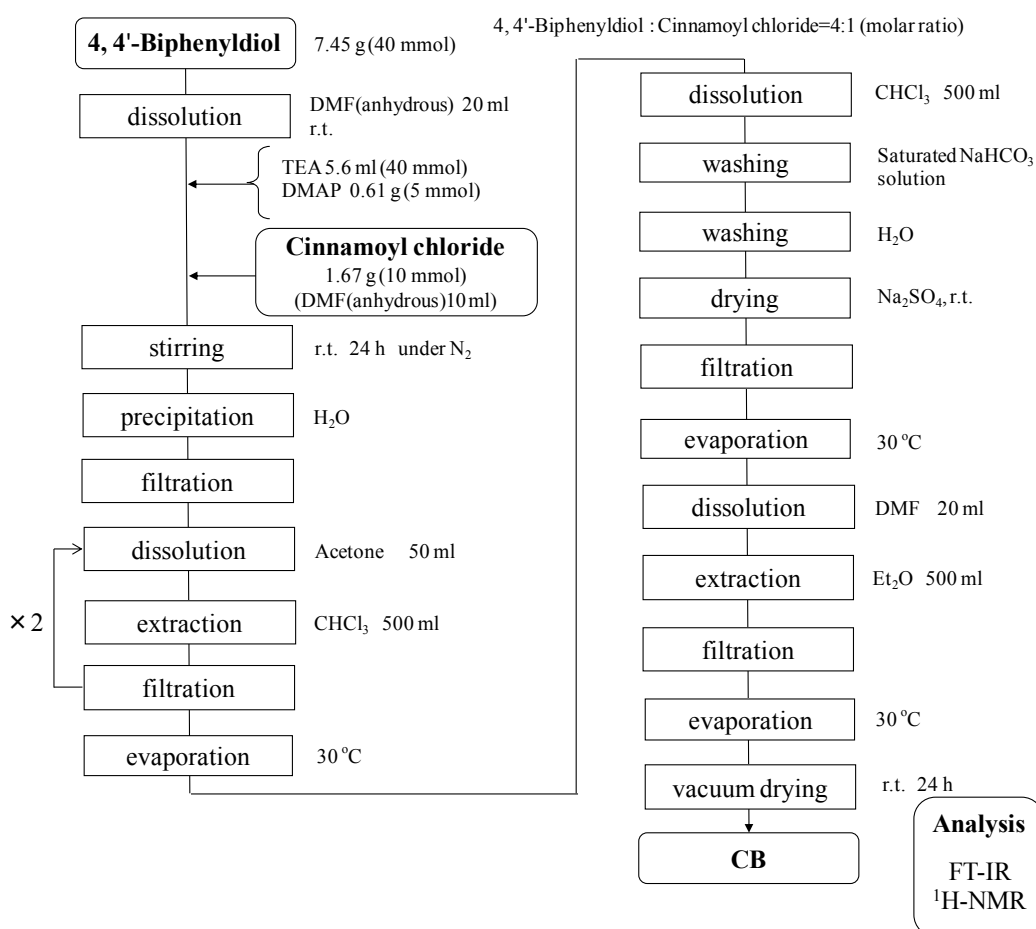 4, 4'-Biphenyldiol : Cinnamoyl chloride=4:1 (molar ratio)
4, 4'-Biphenyldiol
7.45 g (40 mmol)
dissolution
DMF(anhydrous) 20 ml
r.t.
TEA 5.6 ml (40 mmol)
DMAP 0.61 g (5 mmol)
Cinnamoyl chloride
1.67 g (10 mmol)
(DMF(anhydrous)10 ml)
stirring
r.t. 24 h under N₂
precipitation
H₂O
filtration
dissolution
Acetone 50 ml
×2
extraction
CHCl₃ 500 ml
filtration
evaporation
30 °C
dissolution
CHCl₃ 500 ml
washing
Saturated NaHCO₃
solution
washing
H₂O
drying
Na₂SO₄, r.t.
filtration
evaporation
30 °C
dissolution
DMF 20 ml
extraction
Et₂O 500 ml
filtration
evaporation
30 °C
vacuum drying
r.t. 24 h
CB
Analysis
FT-IR
¹H-NMR